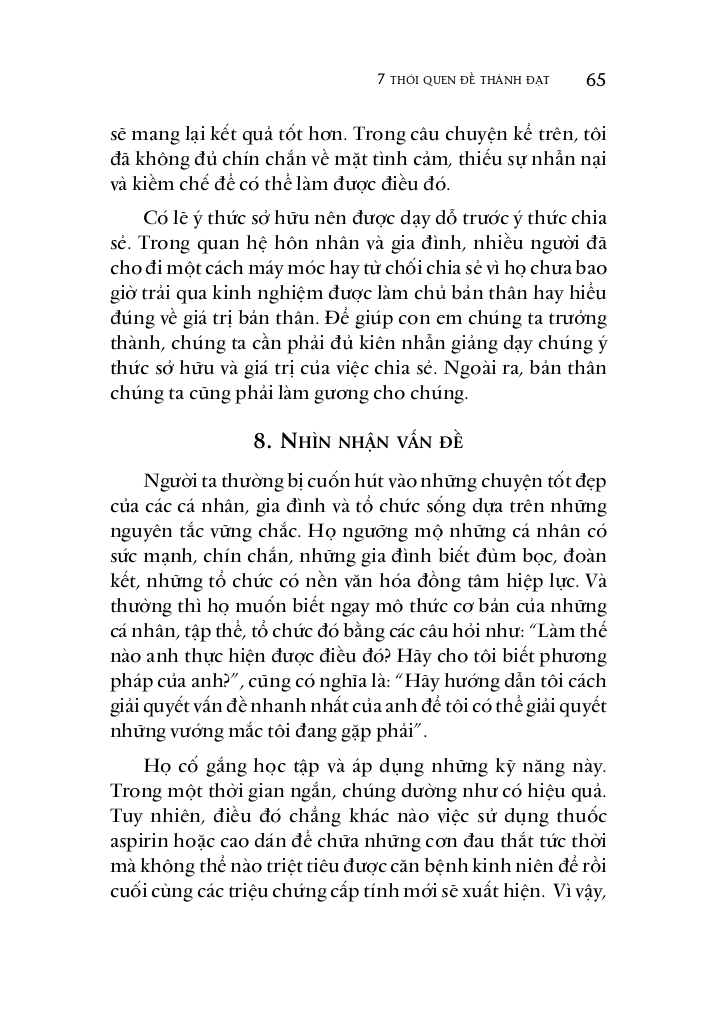 7 THÓI QUEN ĐỂ THÀNH ĐẠT 65
sẽ mang lại kết quả tốt hơn. Trong câu chuyện kể trên, tôi
đã không đủ chín chắn về mặt tình cảm, thiếu sự nhẫn nại
và kiềm chế để có thể làm được điều đó.
Có lẽ ý thức sở hữu nên được dạy dỗ trước ý thức chia
sẻ. Trong quan hệ hôn nhân và gia đình, nhiều người đã
cho đi một cách máy móc hay từ chối chia sẻ vì họ chưa bao
giờ trải qua kinh nghiệm được làm chủ bản thân hay hiểu
đúng về giá trị bản thân. Để giúp con em chúng ta trưởng
thành, chúng ta cần phải đủ kiên nhẫn giảng dạy chúng ý
thức sở hữu và giá trị của việc chia sẻ. Ngoài ra, bản thân
chúng ta cũng phải làm gương cho chúng.
8. NHÌN NHẬN VẤN ĐỀ
Người ta thường bị cuốn hút vào những chuyện tốt đẹp
của các cá nhân, gia đình và tổ chức sống dựa trên những
nguyên tắc vững chắc. Họ ngưỡng mộ những cá nhân có
sức mạnh, chín chắn, những gia đình biết đùm bọc, đoàn
kết, những tổ chức có nền văn hóa đồng tâm hiệp lực. Và
thường thì họ muốn biết ngay mô thức cơ bản của những
cá nhân, tập thể, tổ chức đó bằng các câu hỏi như: “Làm thế
nào anh thực hiện được điều đó? Hãy cho tôi biết phương
pháp của anh?”, cũng có nghĩa là: “Hãy hướng dẫn tôi cách
giải quyết vấn đề nhanh nhất của anh để tôi có thể giải quyết
những vướng mắc tôi đang gặp phải”.
Họ cố gắng học tập và áp dụng những kỹ năng này.
Trong một thời gian ngắn, chúng dường như có hiệu quả.
Tuy nhiên, điều đó chẳng khác nào việc sử dụng thuốc
aspirin hoặc cao dán để chữa những cơn đau thắt tức thời
mà không thể nào triệt tiêu được căn bệnh kinh niên để rồi
cuối cùng các triệu chứng cấp tính mới sẽ xuất hiện. Vì vậy,